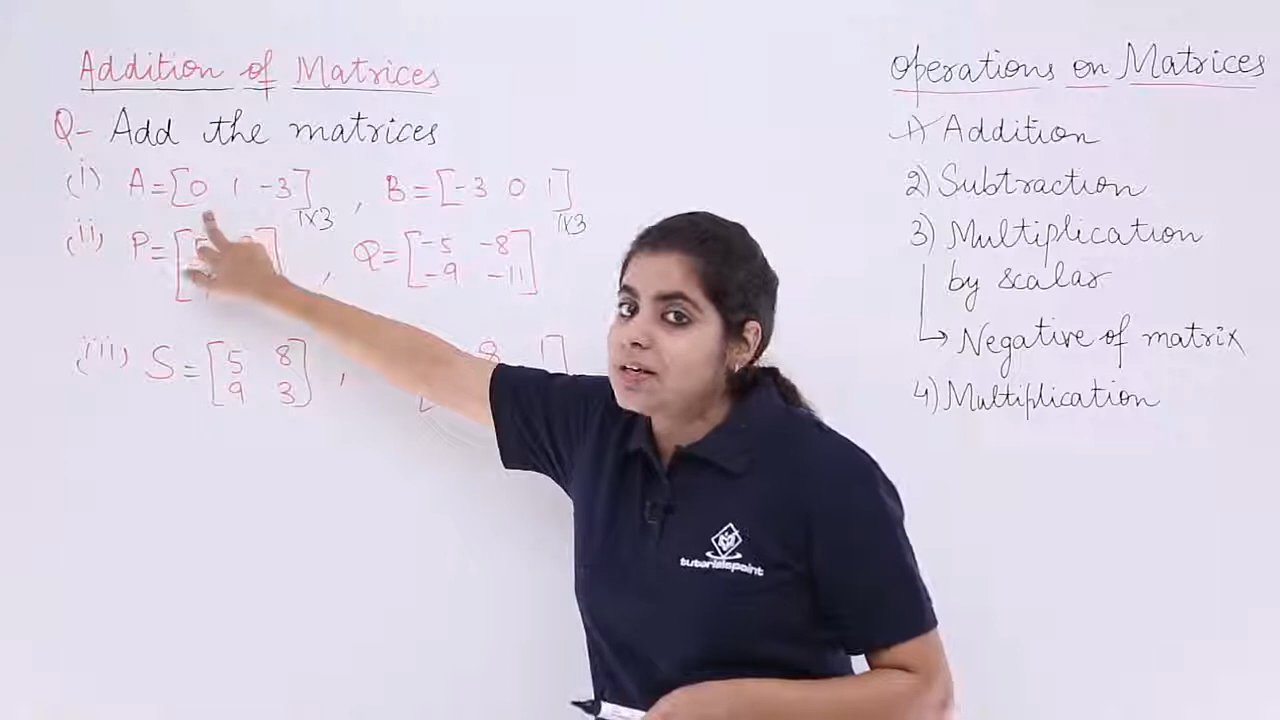 Addition of Matrices
Q- Add the matrices
(i) A=[0 1 -3]1x3 , B=[-3 0 1]1x3
(ii) P=[ , Q=[-5 -8]
[-9 -11]
(iii) S=[5 8] , 8 1]
[9 3]
Operations on Matrices
1) Addition
2) Subtraction
3) Multiplication
by scalar
→ Negative of matrix
4) Multiplication
tutorialspoint